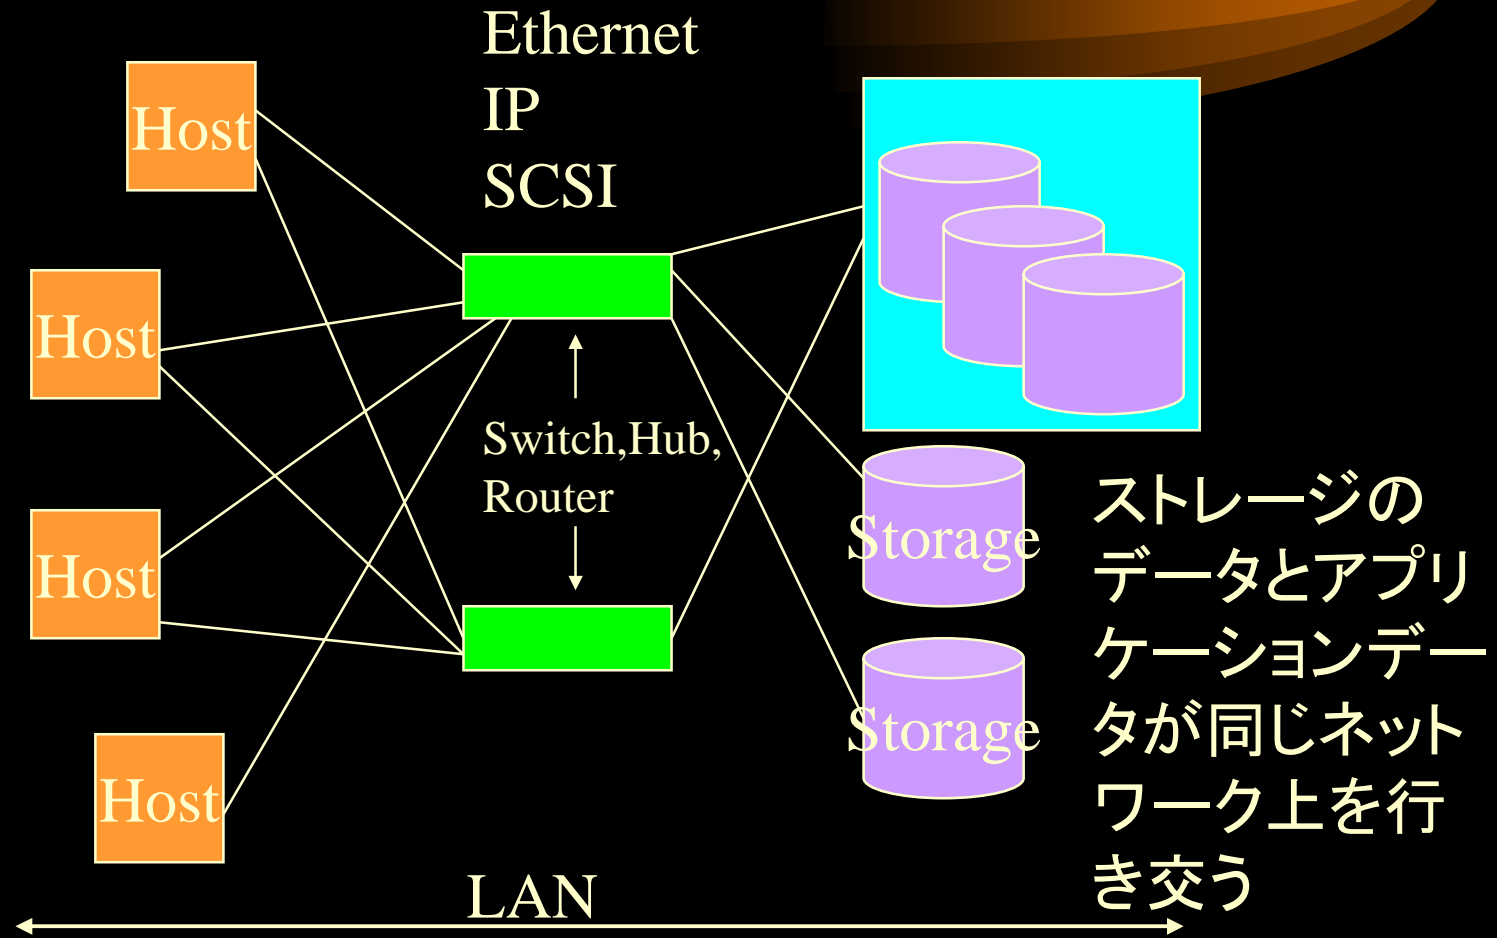 Ethernet
IP
SCSI
Host
Host
Host
Host
Switch,Hub,
Router
Storage
Storage
ストレージの
データとアプリ
ケーションデー
タが同じネット
ワーク上を行
き交う
LAN